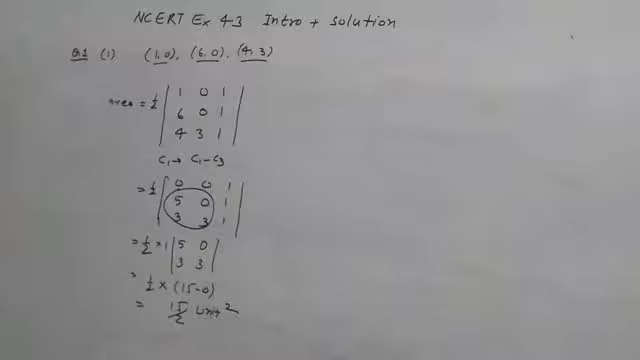 NCERT Ex 4.3 Intro + solution
Q.1 (i) (1,0), (6,0), (4,3)
area = 1/2 | 1 0 1 |
| 6 0 1 |
| 4 3 1 |
C₁→ C₁-C₃
= 1/2 | 0 0 1 |
| 5 0 1 |
| 3 3 1 |
= 1/2 × 1 | 5 0 |
| 3 3 |
= 1/2 × (15-0)
= 15/2 unit²